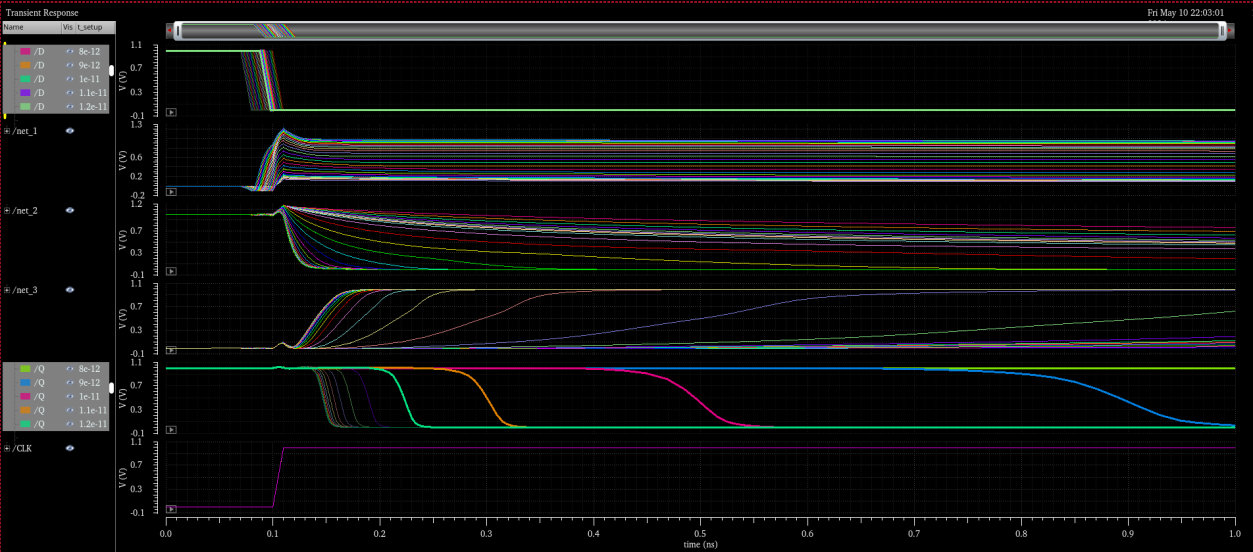 Transient Response
Fri May 10 22:03:01
Name Vis t_setup
/D 8e-12
/D 9e-12
/D 1e-11
/D 1.1e-11
/D 1.2e-11
V (V)
1.1
0.7
0.3
-0.1
/net_1
V (V)
1.3
0.6
0.2
-0.2
/net_2
V (V)
1.2
0.7
0.3
-0.1
/net_3
V (V)
1.1
0.7
0.3
-0.1
/Q 8e-12
/Q 9e-12
/Q 1e-11
/Q 1.1e-11
/Q 1.2e-11
V (V)
1.1
0.7
0.3
-0.1
/CLK
V (V)
1.1
0.7
0.3
-0.1
0.0 0.1 0.2 0.3 0.4 0.5 0.6 0.7 0.8 0.9 1.0
time (ns)